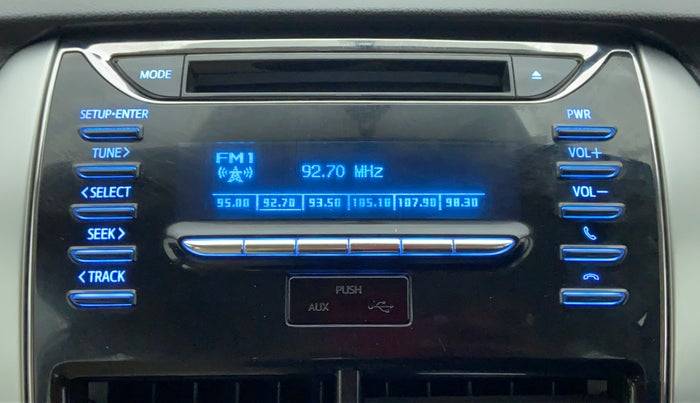 MODE
SETUP•ENTER
PWR
TUNE>
VOL+
<SELECT
VOL−
SEEK>
<TRACK
FM1
92.70 MHz
95.00 92.70 93.50 105.10 107.90 98.30
PUSH
AUX